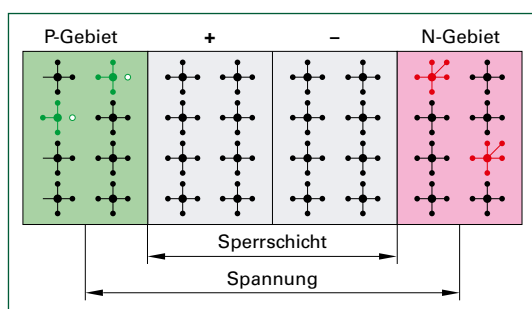 P-Gebiet + – N-Gebiet
Sperrschicht
Spannung